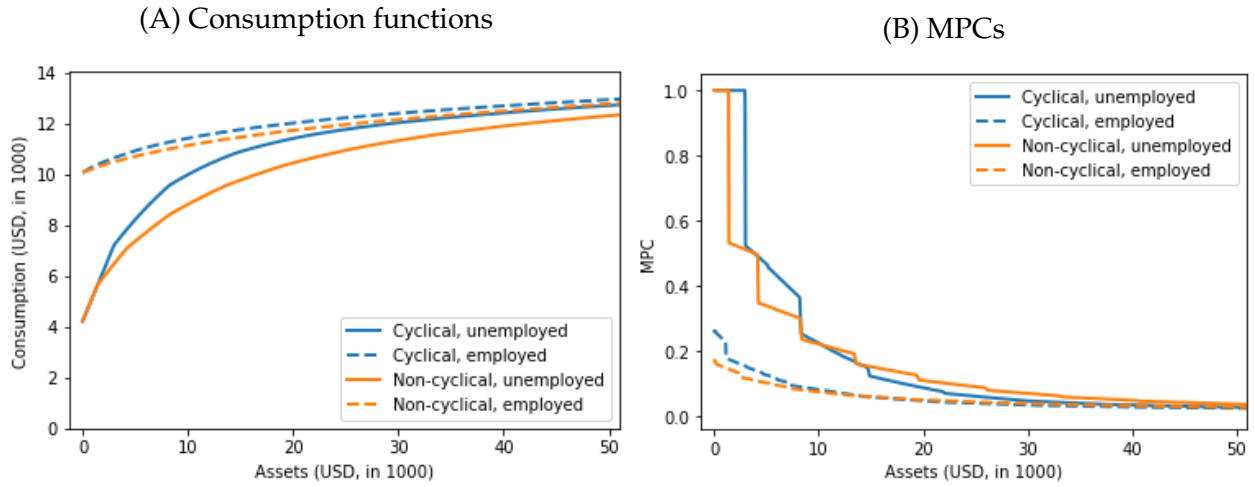 (A) Consumption functions
Consumption (USD, in 1000)
14
12
10
8
6
4
2
0
Cyclical, unemployed
Cyclical, employed
Non-cyclical, unemployed
Non-cyclical, employed
0 10 20 30 40 50
Assets (USD, in 1000)
(B) MPCs
MPC
1.0
0.8
0.6
0.4
0.2
0.0
Cyclical, unemployed
Cyclical, employed
Non-cyclical, unemployed
Non-cyclical, employed
0 10 20 30 40 50
Assets (USD, in 1000)